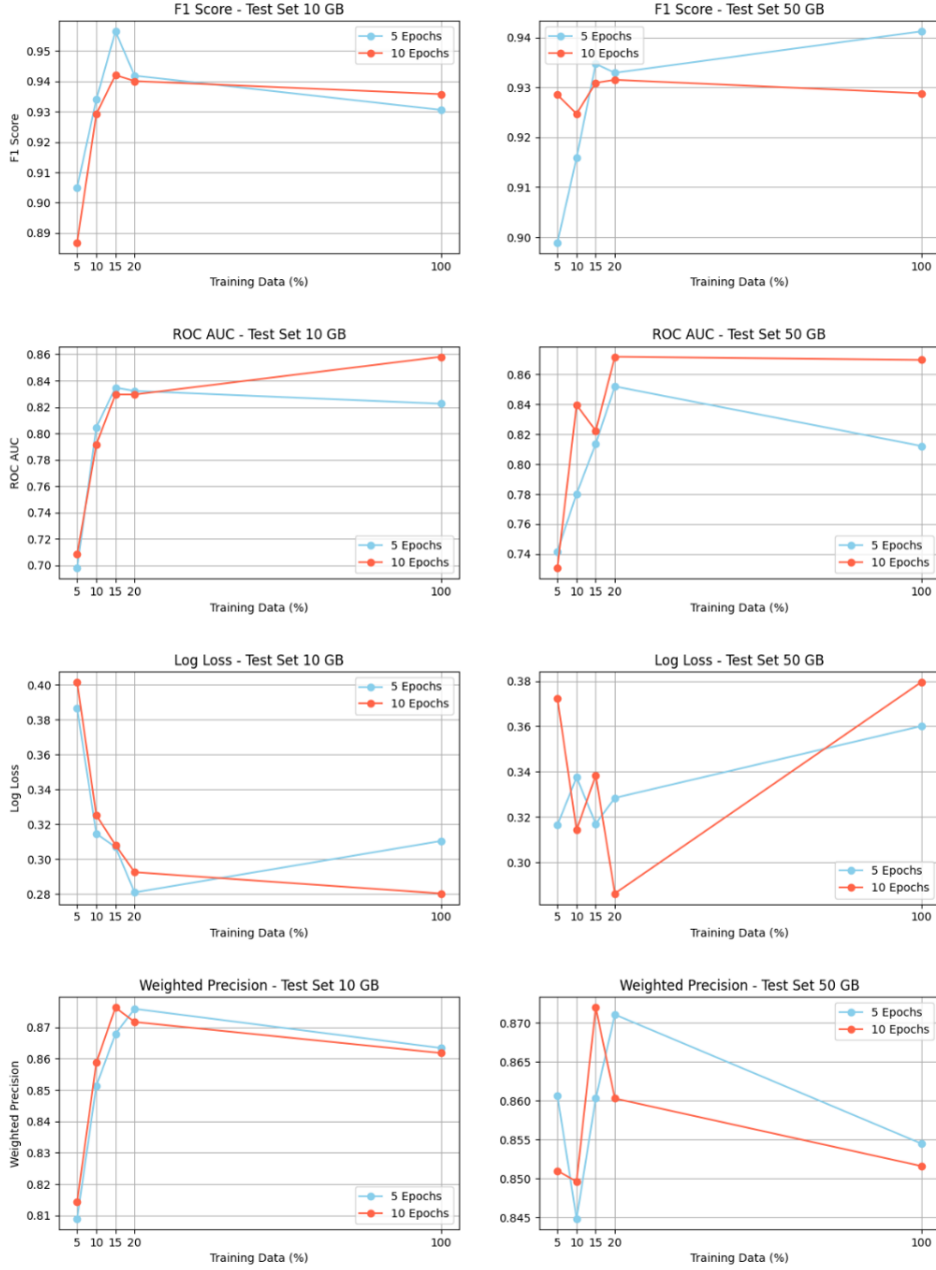 F1 Score - Test Set 10 GB
0.95
0.94
0.93
0.92
0.91
0.90
0.89
F1 Score
5 Epochs
10 Epochs
5 10 15 20 100
Training Data (%)
F1 Score - Test Set 50 GB
0.94
0.93
0.92
0.91
0.90
5 Epochs
10 Epochs
5 10 15 20 100
Training Data (%)
ROC AUC - Test Set 10 GB
0.86
0.84
0.82
0.80
0.78
0.76
0.74
0.72
0.70
ROC AUC
5 Epochs
10 Epochs
5 10 15 20 100
Training Data (%)
ROC AUC - Test Set 50 GB
0.86
0.84
0.82
0.80
0.78
0.76
0.74
5 Epochs
10 Epochs
5 10 15 20 100
Training Data (%)
Log Loss - Test Set 10 GB
0.40
0.38
0.36
0.34
0.32
0.30
0.28
Log Loss
5 Epochs
10 Epochs
5 10 15 20 100
Training Data (%)
Log Loss - Test Set 50 GB
0.38
0.36
0.34
0.32
0.30
5 Epochs
10 Epochs
5 10 15 20 100
Training Data (%)
Weighted Precision - Test Set 10 GB
0.87
0.86
0.85
0.84
0.83
0.82
0.81
Weighted Precision
5 Epochs
10 Epochs
5 10 15 20 100
Training Data (%)
Weighted Precision - Test Set 50 GB
0.870
0.865
0.860
0.855
0.850
0.845
5 Epochs
10 Epochs
5 10 15 20 100
Training Data (%)